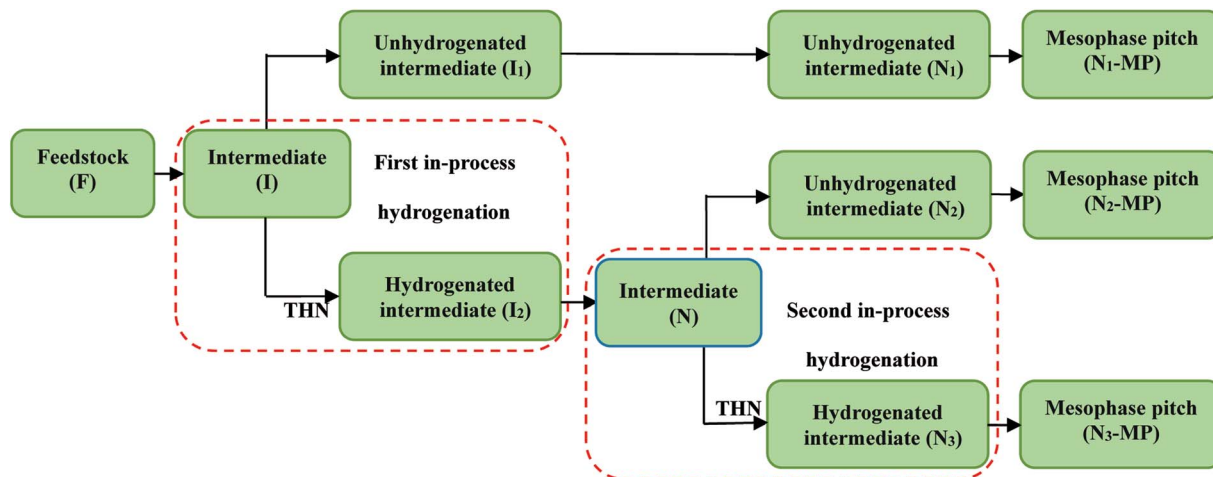 Unhydrogenated
intermediate (I₁)
Unhydrogenated
intermediate (N₁)
Mesophase pitch
(N₁-MP)
Feedstock
(F)
Intermediate
(I)
First in-process
hydrogenation
Unhydrogenated
intermediate (N₂)
Mesophase pitch
(N₂-MP)
THN
Hydrogenated
intermediate (I₂)
Intermediate
(N)
Second in-process
hydrogenation
THN
Hydrogenated
intermediate (N₃)
Mesophase pitch
(N₃-MP)